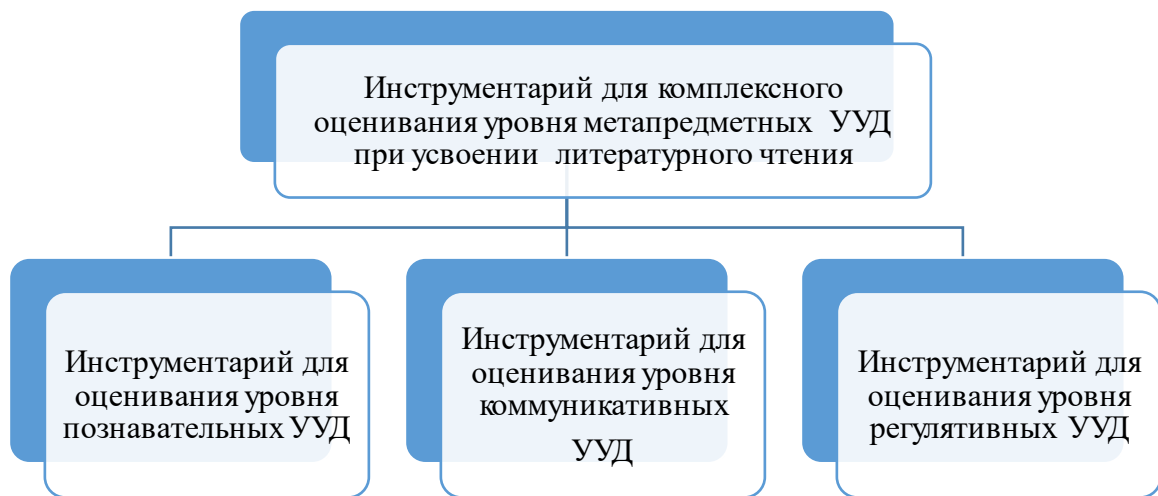 Инструментарий для комплексного
оценивания уровня метапредметных УУД
при усвоении литературного чтения
Инструментарий для
оценивания уровня
познавательных УУД
Инструментарий для
оценивания уровня
коммуникативных
УУД
Инструментарий для
оценивания уровня
регулятивных УУД